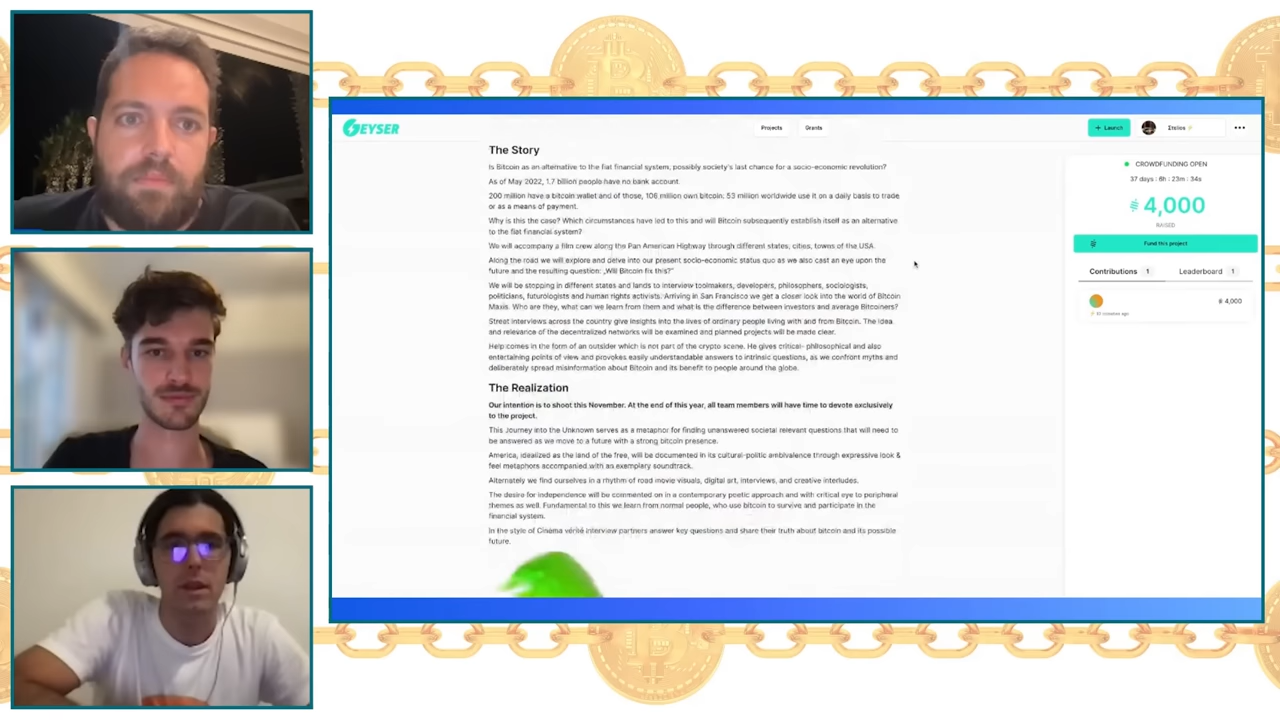 GEYSER
Projects
Grants
+ Launch
Σtelios ⚡
•••
The Story
Is Bitcoin as an alternative to the fiat financial system, possibly society's last chance for a socio-economic revolution?
As of May 2022, 1.7 billion people have no bank account.
200 million have a bitcoin wallet and of those, 106 million own bitcoin. 53 million worldwide use it on a daily basis to trade
or as a means of payment.
Why is this the case? Which circumstances have led to this and will Bitcoin subsequently establish itself as an alternative
to the fiat financial system?
We will accompany a film crew along the Pan American Highway through different states, cities, towns of the USA.
Along the road we will explore and delve into our present socio-economic status quo as we also cast an eye upon the
future and the resulting question: „Will Bitcoin fix this?"
We will be stopping in different states and lands to interview toolmakers, developers, philosophers, sociologists,
politicians, futurologists and human rights activists. Arriving in San Francisco we get a closer look into the world of Bitcoin
Maxis. Who are they, what can we learn from them and what is the difference between investors and average Bitcoiners?
Street interviews across the country give insights into the lives of ordinary people living with and from Bitcoin. The idea
and relevance of the decentralized networks will be examined and planned projects will be made clear.
Help comes in the form of an outsider which is not part of the crypto scene. He gives critical- philosophical and also
entertaining points of view and provokes easily understandable answers to intrinsic questions, as we confront myths and
deliberately spread misinformation about Bitcoin and its benefit to people around the globe.
The Realization
Our intention is to shoot this November. At the end of this year, all team members will have time to devote exclusively
to the project.
This Journey into the Unknown serves as a metaphor for finding unanswered societal relevant questions that will need to
be answered as we move to a future with a strong bitcoin presence.
America, idealized as the land of the free, will be documented in its cultural-politic ambivalence through expressive look &
feel metaphors accompanied with an exemplary soundtrack.
Alternately we find ourselves in a rhythm of road movie visuals, digital art, interviews, and creative interludes.
The desire for independence will be commented on in a contemporary poetic approach and with critical eye to peripheral
themes as well. Fundamental to this we learn from normal people, who use bitcoin to survive and participate in the
financial system.
In the style of Cinéma vérité interview partners answer key questions and share their truth about bitcoin and its possible
future.
CROWDFUNDING OPEN
37 days : 6h : 23m : 34s
4,000
RAISED
Fund this project
Contributions 1
Leaderboard 1
4,000
minutes ago